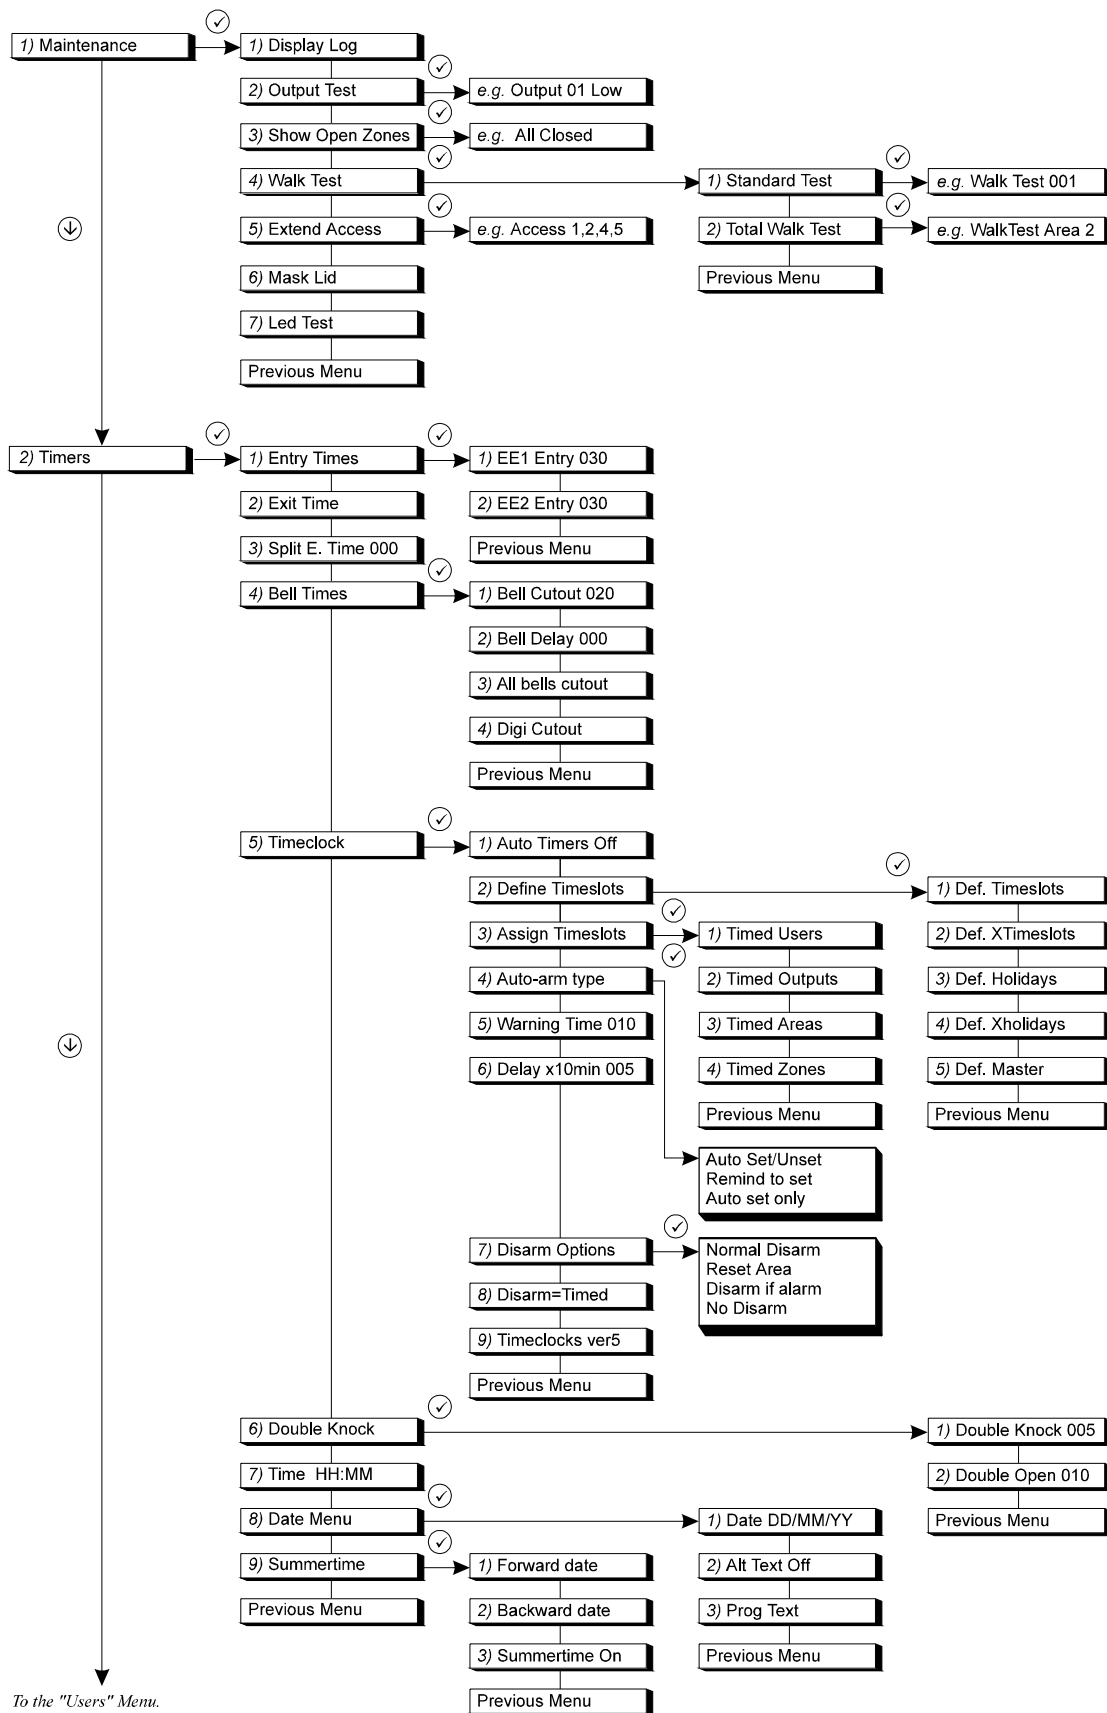 1) Maintenance
1) Display Log
2) Output Test
e.g. Output 01 Low
3) Show Open Zones
e.g. All Closed
4) Walk Test
1) Standard Test
e.g. Walk Test 001
5) Extend Access
e.g. Access 1,2,4,5
2) Total Walk Test
e.g. WalkTest Area 2
6) Mask Lid
Previous Menu
7) Led Test
Previous Menu
2) Timers
1) Entry Times
1) EE1 Entry 030
2) Exit Time
2) EE2 Entry 030
3) Split E. Time 000
Previous Menu
4) Bell Times
1) Bell Cutout 020
2) Bell Delay 000
3) All bells cutout
4) Digi Cutout
Previous Menu
5) Timeclock
1) Auto Timers Off
2) Define Timeslots
1) Def. Timeslots
3) Assign Timeslots
1) Timed Users
2) Def. XTimeslots
4) Auto-arm type
2) Timed Outputs
3) Def. Holidays
5) Warning Time 010
3) Timed Areas
4) Def. Xholidays
6) Delay x10min 005
4) Timed Zones
5) Def. Master
Previous Menu
Previous Menu
Auto Set/Unset
Remind to set
Auto set only
7) Disarm Options
Normal Disarm
Reset Area
Disarm if alarm
No Disarm
8) Disarm=Timed
9) Timeclocks ver5
Previous Menu
6) Double Knock
1) Double Knock 005
7) Time HH:MM
2) Double Open 010
8) Date Menu
1) Date DD/MM/YY
Previous Menu
9) Summertime
1) Forward date
2) Alt Text Off
Previous Menu
2) Backward date
3) Prog Text
3) Summertime On
Previous Menu
Previous Menu
To the "Users" Menu.